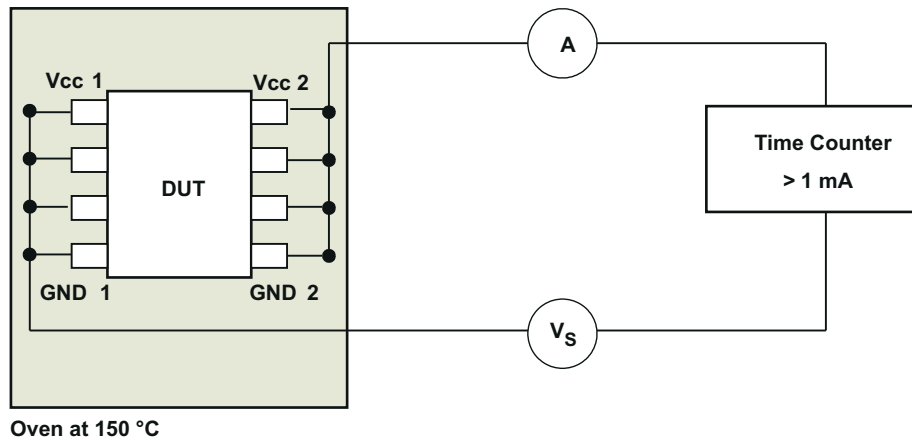 A
Vcc 1
Vcc 2
Time Counter
> 1 mA
DUT
GND 1
GND 2
VS
Oven at 150 °C